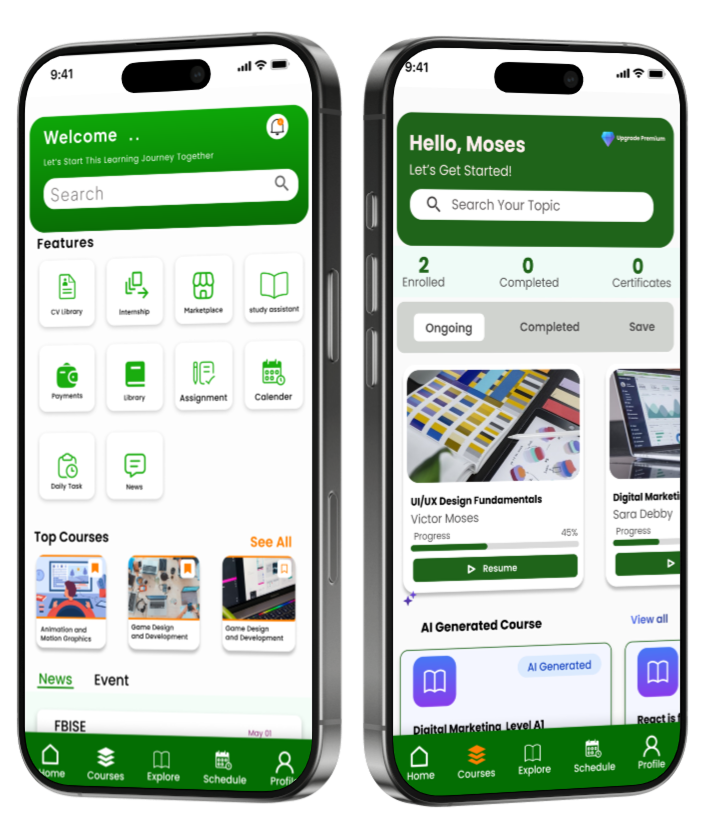 9:41
Welcome ..
Let's Start This Learning Journey Together
Search
Features
CV Library
Internship
Marketplace
study assistant
Payments
Library
Assignment
Calender
Daily Task
News
Top Courses
See All
Animation and
Motion Graphics
Game Design
and Development
Game Design
and Development
News
Event
FBISE
May 01
Home
Courses
Explore
Schedule
Profil
9:41
Hello, Moses
Upgrade Premium
Let's Get Started!
Search Your Topic
2
Enrolled
0
Completed
0
Certificates
Ongoing
Completed
Save
UI/UX Design Fundamentals
Victor Moses
Progress
45%
Resume
Digital Marketi
Sara Debby
Progress
AI Generated Course
View all
AI Generated
Digital Marketing Level A1
React is
Home
Courses
Explore
Schedule
Profile